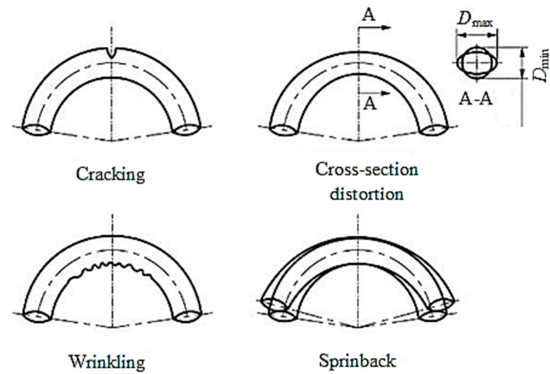 A
D max
D min
A
A-A
Cracking
Cross-section
distortion
Wrinkling
Sprinback